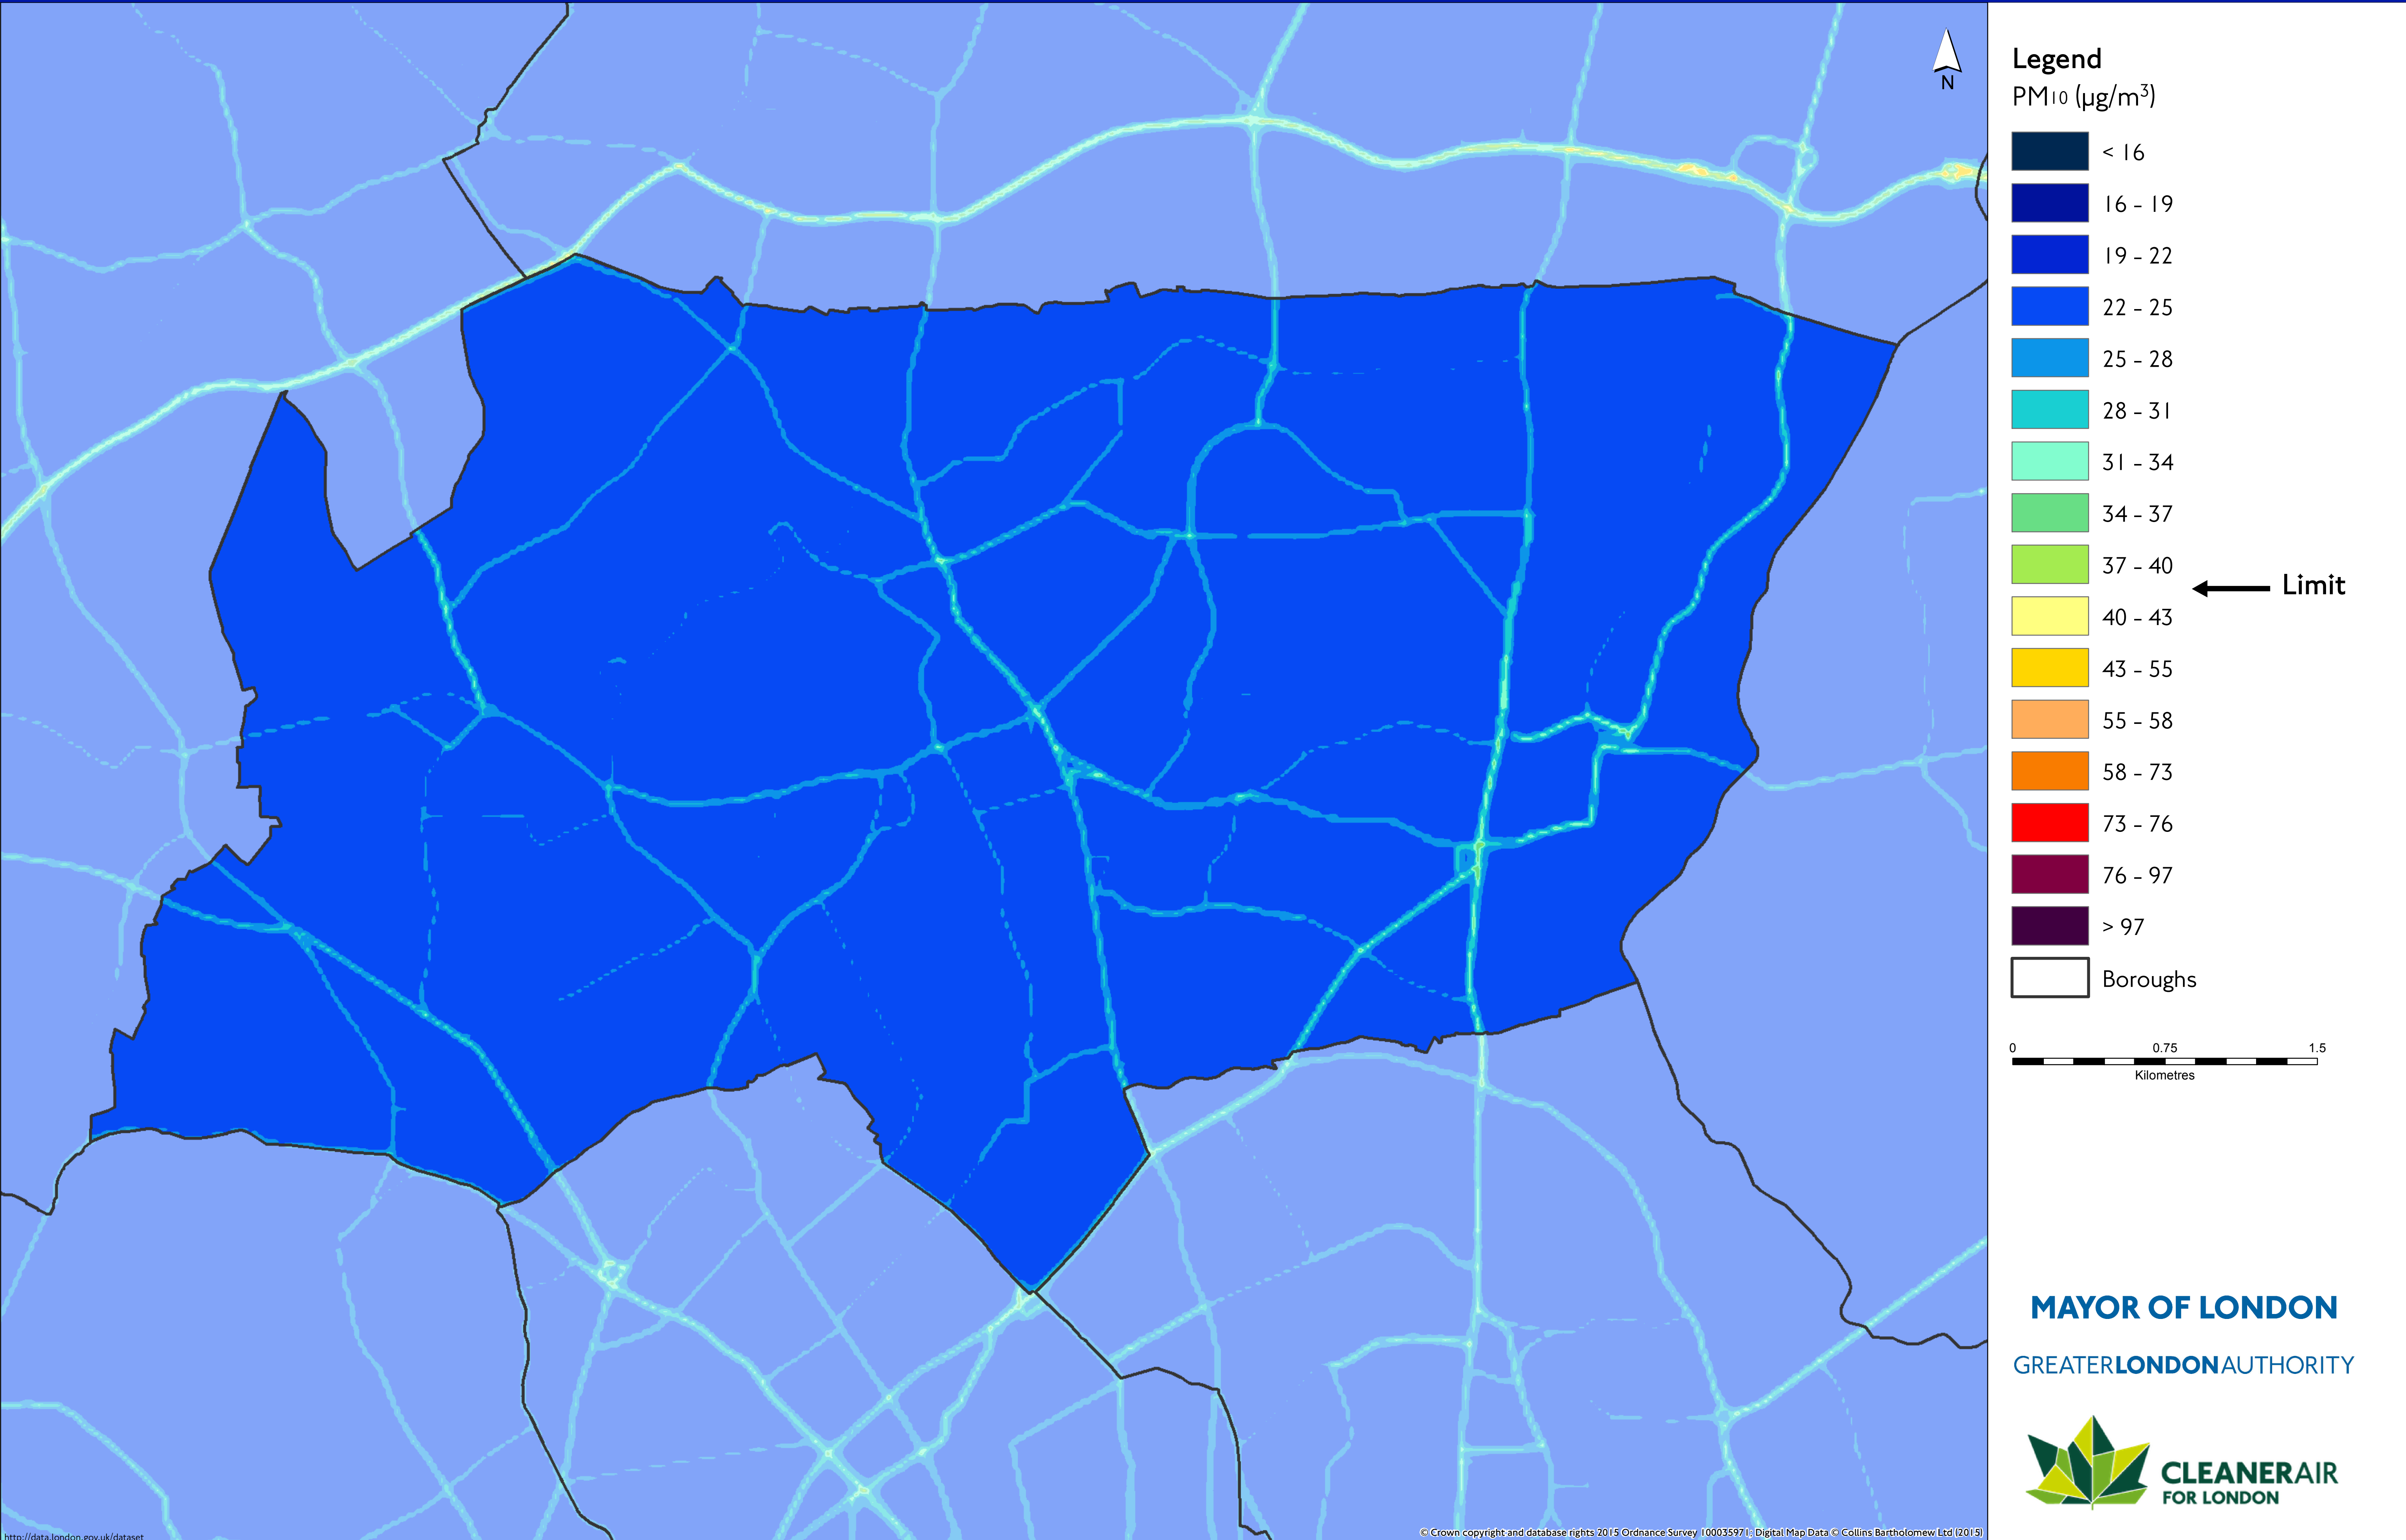 N
Legend
PM10 (µg/m³)
< 16
16 - 19
19 - 22
22 - 25
25 - 28
28 - 31
31 - 34
34 - 37
37 - 40
Limit
40 - 43
43 - 55
55 - 58
58 - 73
73 - 76
76 - 97
> 97
Boroughs
0 0.75 1.5
Kilometres
MAYOR OF LONDON
GREATERLONDONAUTHORITY
CLEANERAIR
FOR LONDON
http://data.london.gov.uk/dataset
© Crown copyright and database rights 2015 Ordnance Survey 100035971; Digital Map Data © Collins Bartholomew Ltd (2015)